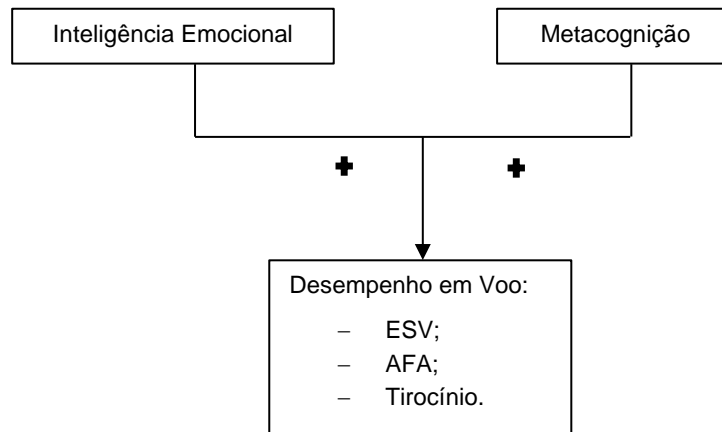 Inteligência Emocional
Metacognição
+ +
Desempenho em Voo:
– ESV;
– AFA;
– Tirocínio.